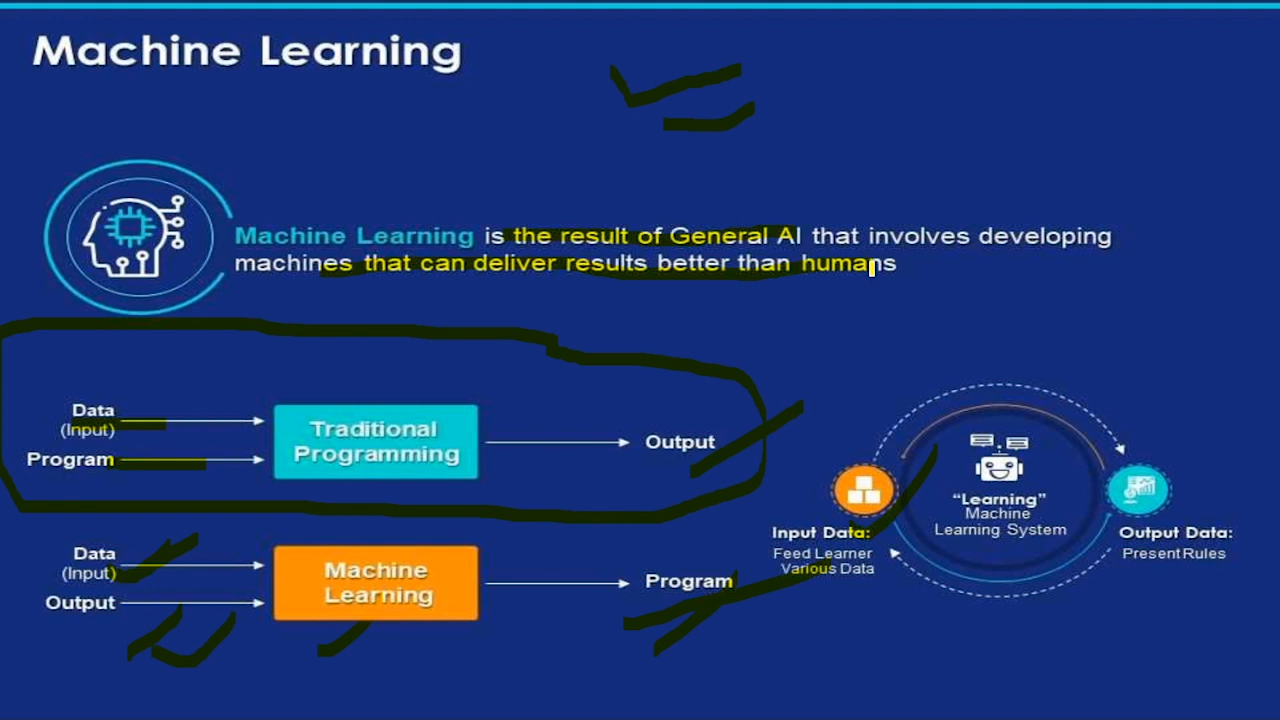 Machine Learning
Machine Learning is the result of General AI that involves developing
machines that can deliver results better than humans
Data
(Input)
Program
Traditional
Programming
Output
Data
(Input)
Output
Machine
Learning
Program
"Learning"
Machine
Learning System
Input Data:
Feed Learner
Various Data
Output Data:
Present Rules